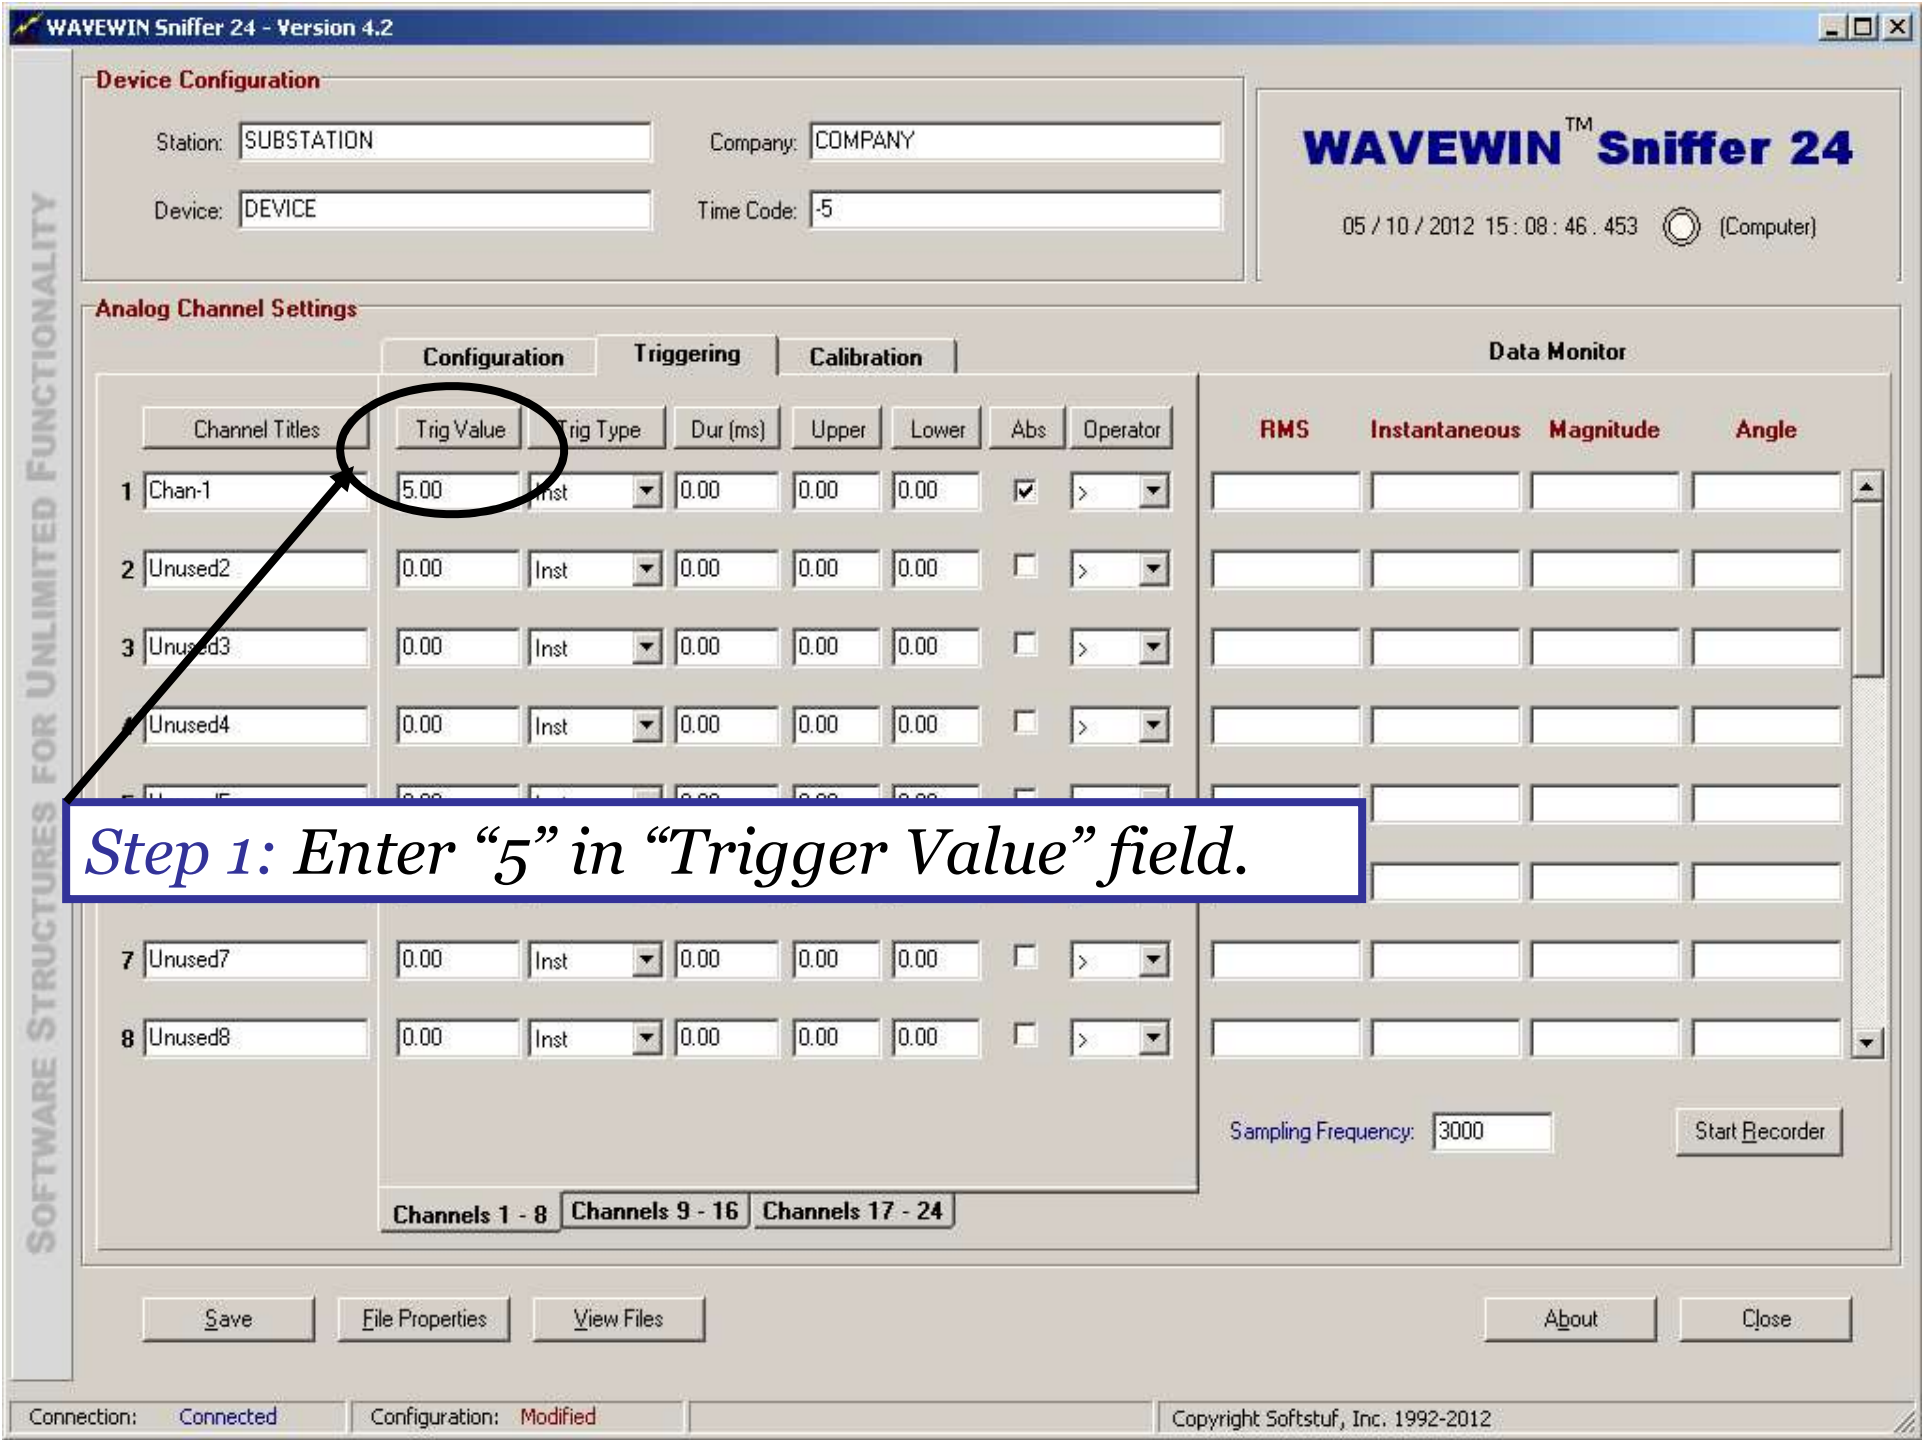 WAVEWIN Sniffer 24 - Version 4.2
Device Configuration
Station: SUBSTATION
Company: COMPANY
Device: DEVICE
Time Code: -5
WAVEWIN™ Sniffer 24
05 / 10 / 2012 15 : 08 : 46 . 453 (Computer)
SOFTWARE STRUCTURES FOR UNLIMITED FUNCTIONALITY
Analog Channel Settings
Configuration Triggering Calibration
Data Monitor
Channel Titles Trig Value Trig Type Dur (ms) Upper Lower Abs Operator RMS Instantaneous Magnitude Angle
1 Chan-1 5.00 Inst 0.00 0.00 0.00 >
2 Unused2 0.00 Inst 0.00 0.00 0.00 >
3 Unused3 0.00 Inst 0.00 0.00 0.00 >
4 Unused4 0.00 Inst 0.00 0.00 0.00 >
Step 1: Enter “5” in “Trigger Value” field.
7 Unused7 0.00 Inst 0.00 0.00 0.00 >
8 Unused8 0.00 Inst 0.00 0.00 0.00 >
Sampling Frequency: 3000
Start Recorder
Channels 1 - 8 Channels 9 - 16 Channels 17 - 24
Save File Properties View Files About Close
Connection: Connected Configuration: Modified Copyright Softstuf, Inc. 1992-2012